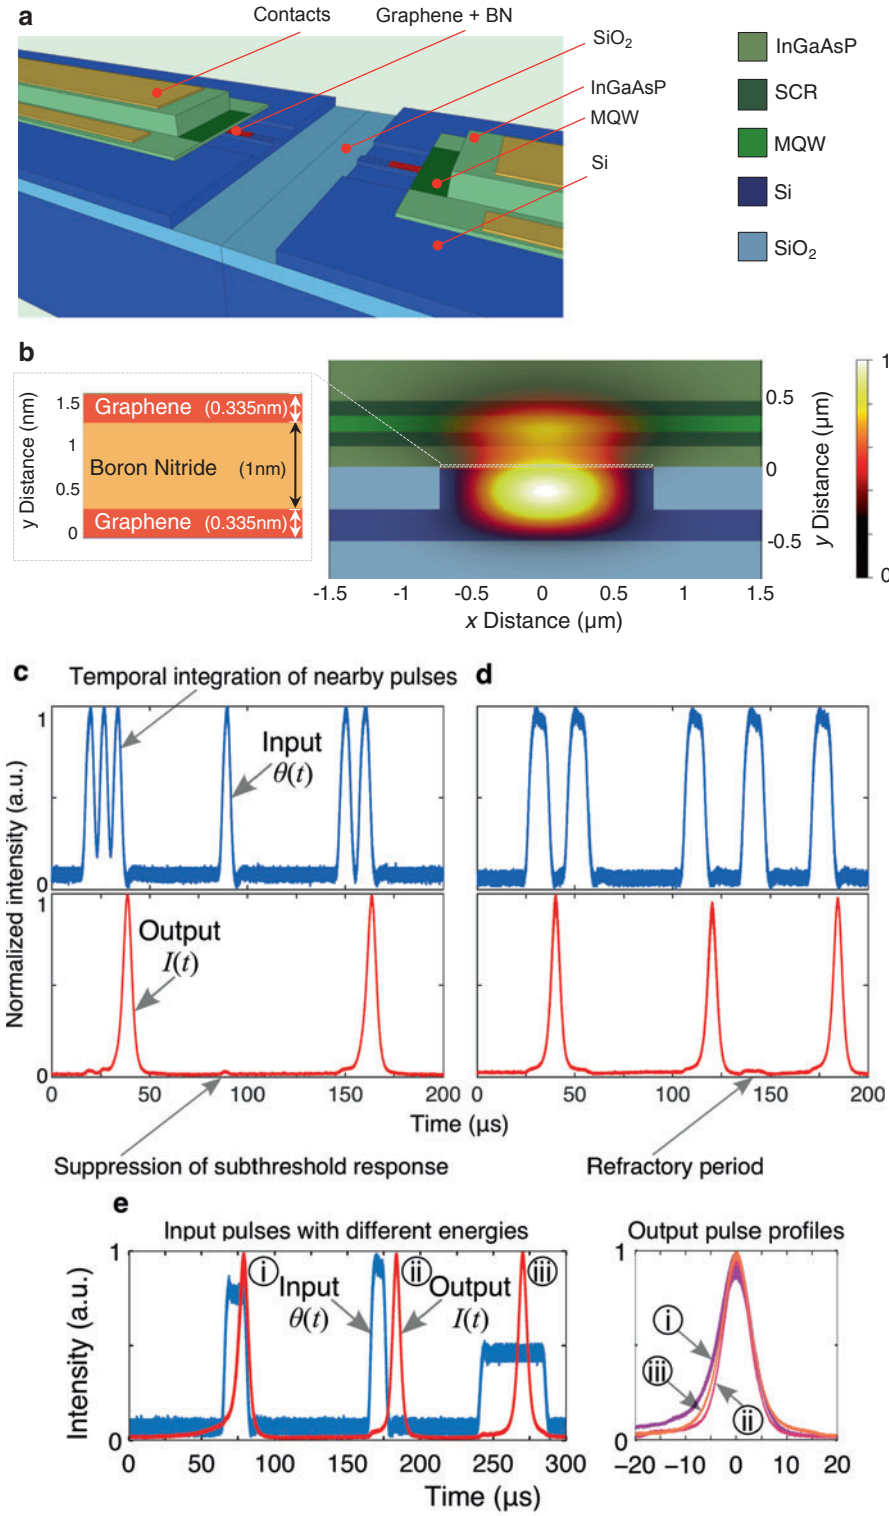 a
Contacts
Graphene + BN
SiO2
InGaAsP
MQW
Si
InGaAsP
SCR
MQW
Si
SiO2
b
y Distance (nm)
1.5
1
0.5
0
Graphene (0.335nm)
Boron Nitride (1nm)
Graphene (0.335nm)
0.5
0
-0.5
y Distance (µm)
1
0
-1.5 -1 -0.5 0 0.5 1 1.5
x Distance (µm)
c
Temporal integration of nearby pulses
d
Normalized intensity (a.u.)
1
0
Input
θ(t)
1
0
Output
I(t)
0 50 100 150 200
0 50 100 150 200
Time (µs)
Suppression of subthreshold response
Refractory period
e
Input pulses with different energies
Output pulse profiles
Intensity (a.u.)
1
0
i
Input
θ(t)
ii
Output
I(t)
iii
0 50 100 150 200 250 300
Time (µs)
1
0
i
iii
ii
−20 −10 0 10 20